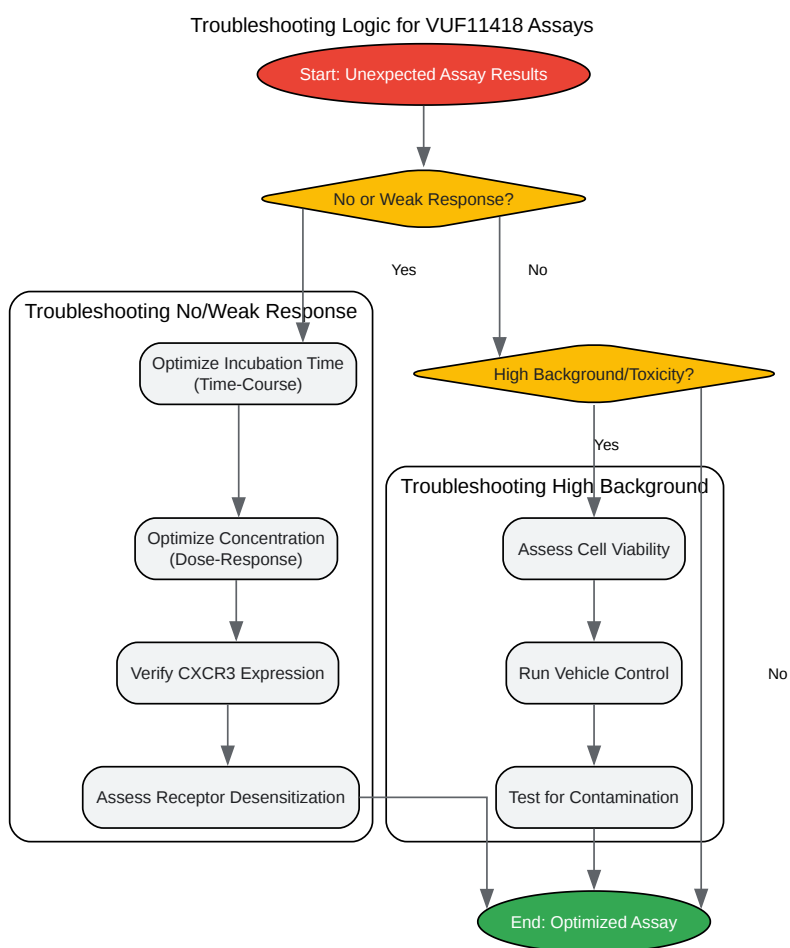 Troubleshooting Logic for VUF11418 Assays
Start: Unexpected Assay Results
No or Weak Response?
Yes
No
Troubleshooting No/Weak Response
Optimize Incubation Time
(Time-Course)
High Background/Toxicity?
Yes
Troubleshooting High Background
Optimize Concentration
(Dose-Response)
Assess Cell Viability
Verify CXCR3 Expression
Run Vehicle Control
No
Assess Receptor Desensitization
Test for Contamination
End: Optimized Assay